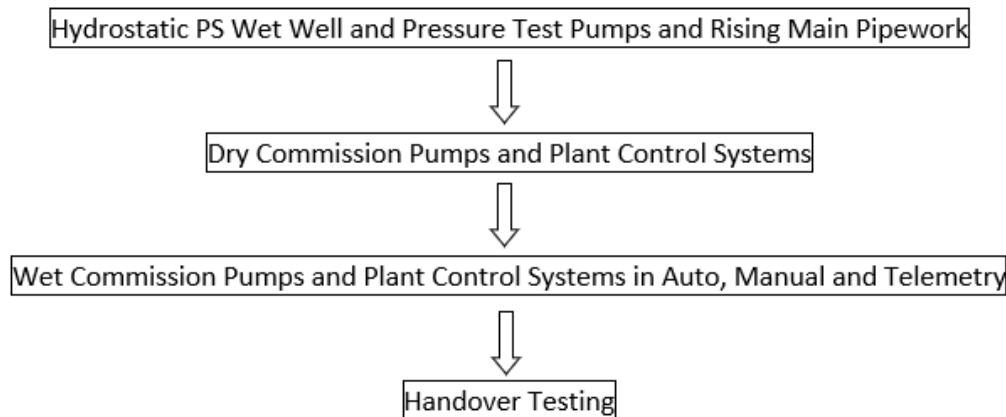 Hydrostatic PS Wet Well and Pressure Test Pumps and Rising Main Pipework
Dry Commission Pumps and Plant Control Systems
Wet Commission Pumps and Plant Control Systems in Auto, Manual and Telemetry
Handover Testing